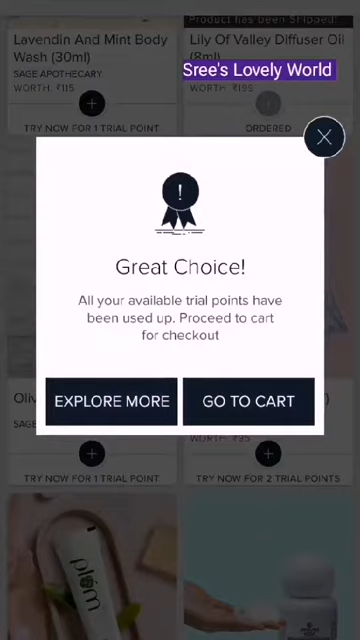 Product has been Shipped!
Lavendin And Mint Body
Wash (30ml)
SAGE APOTHECARY
WORTH: ₹115
TRY NOW FOR 1 TRIAL POINT
Lily Of Valley Diffuser Oil
(8ml)
Sree's Lovely World
WORTH: ₹199
ORDERED
!
Great Choice!
All your available trial points have
been used up. Proceed to cart
for checkout
EXPLORE MORE
GO TO CART
WORTH: ₹95
TRY NOW FOR 1 TRIAL POINT
TRY NOW FOR 2 TRIAL POINTS